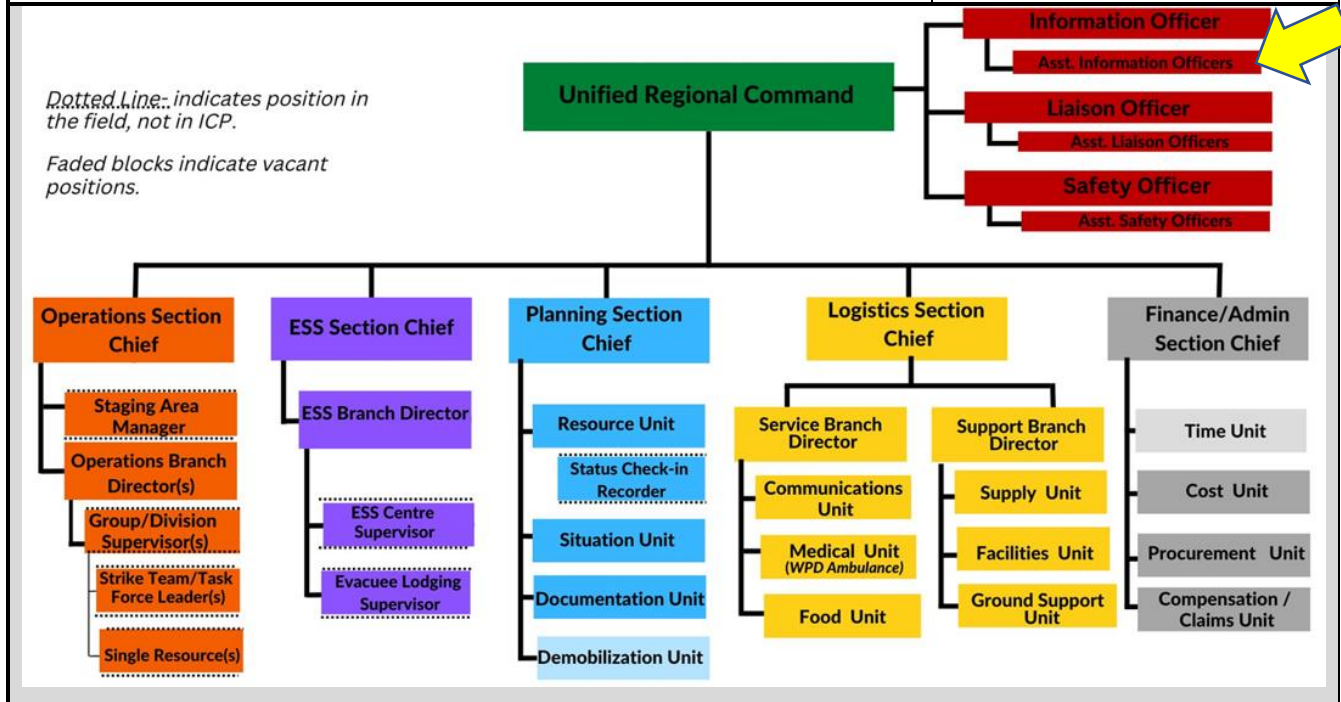 Information Officer
Asst. Information Officers
Dotted Line- indicates position in
the field, not in ICP.
Faded blocks indicate vacant
positions.
Unified Regional Command
Liaison Officer
Asst. Liaison Officers
Safety Officer
Asst. Safety Officers
Operations Section
Chief
Staging Area
Manager
Operations Branch
Director(s)
Group/Division
Supervisor(s)
Strike Team/Task
Force Leader(s)
Single Resource(s)
ESS Section Chief
ESS Branch Director
ESS Centre
Supervisor
Evacuee Lodging
Supervisor
Planning Section
Chief
Resource Unit
Status Check-in
Recorder
Situation Unit
Documentation Unit
Demobilization Unit
Logistics Section
Chief
Service Branch
Director
Communications
Unit
Medical Unit
(WPD Ambulance)
Food Unit
Support Branch
Director
Supply Unit
Facilities Unit
Ground Support
Unit
Finance/Admin
Section Chief
Time Unit
Cost Unit
Procurement Unit
Compensation /
Claims Unit